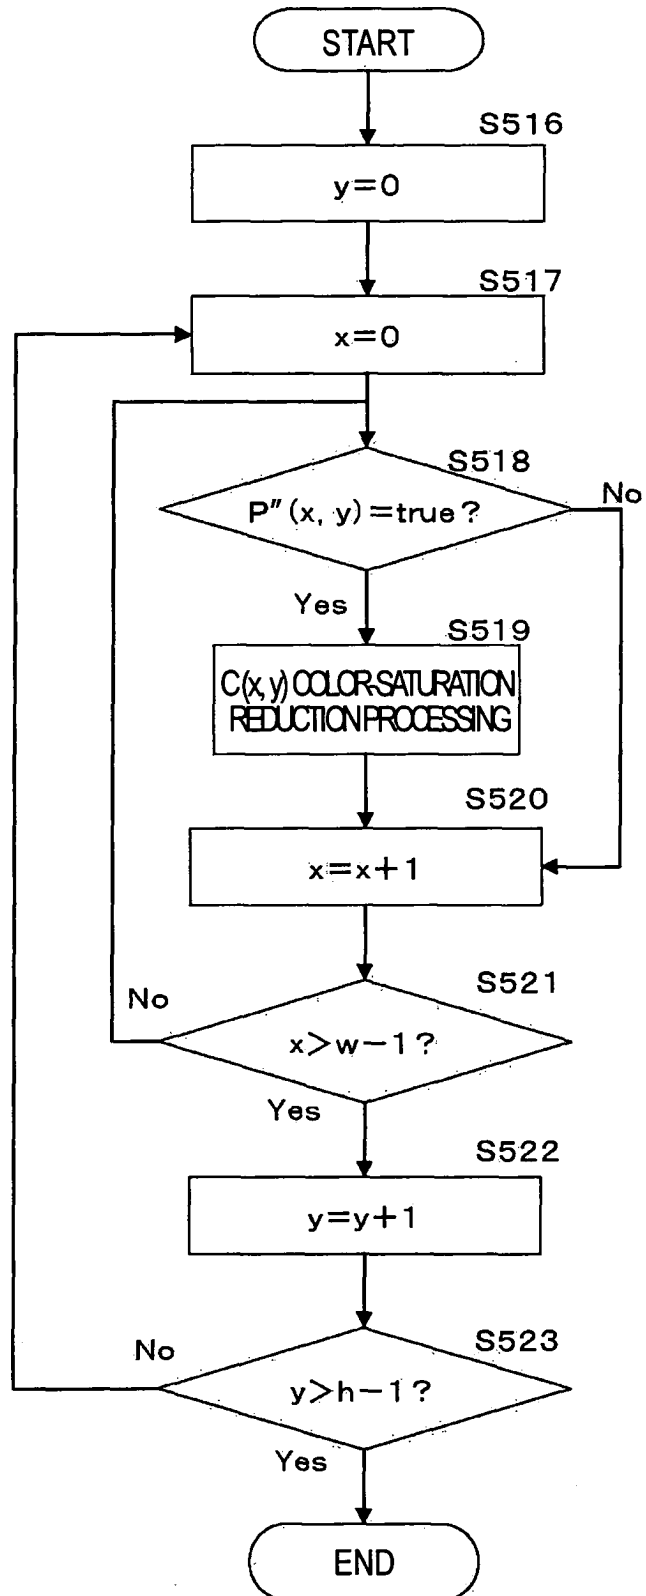 START
S516
y=0
S517
x=0
S518
P″(x, y)=true?
No
Yes
S519
C(x, y) COLOR-SATURATION
REDUCTION PROCESSING
S520
x=x+1
S521
No
x>w-1?
Yes
S522
y=y+1
S523
No
y>h-1?
Yes
END